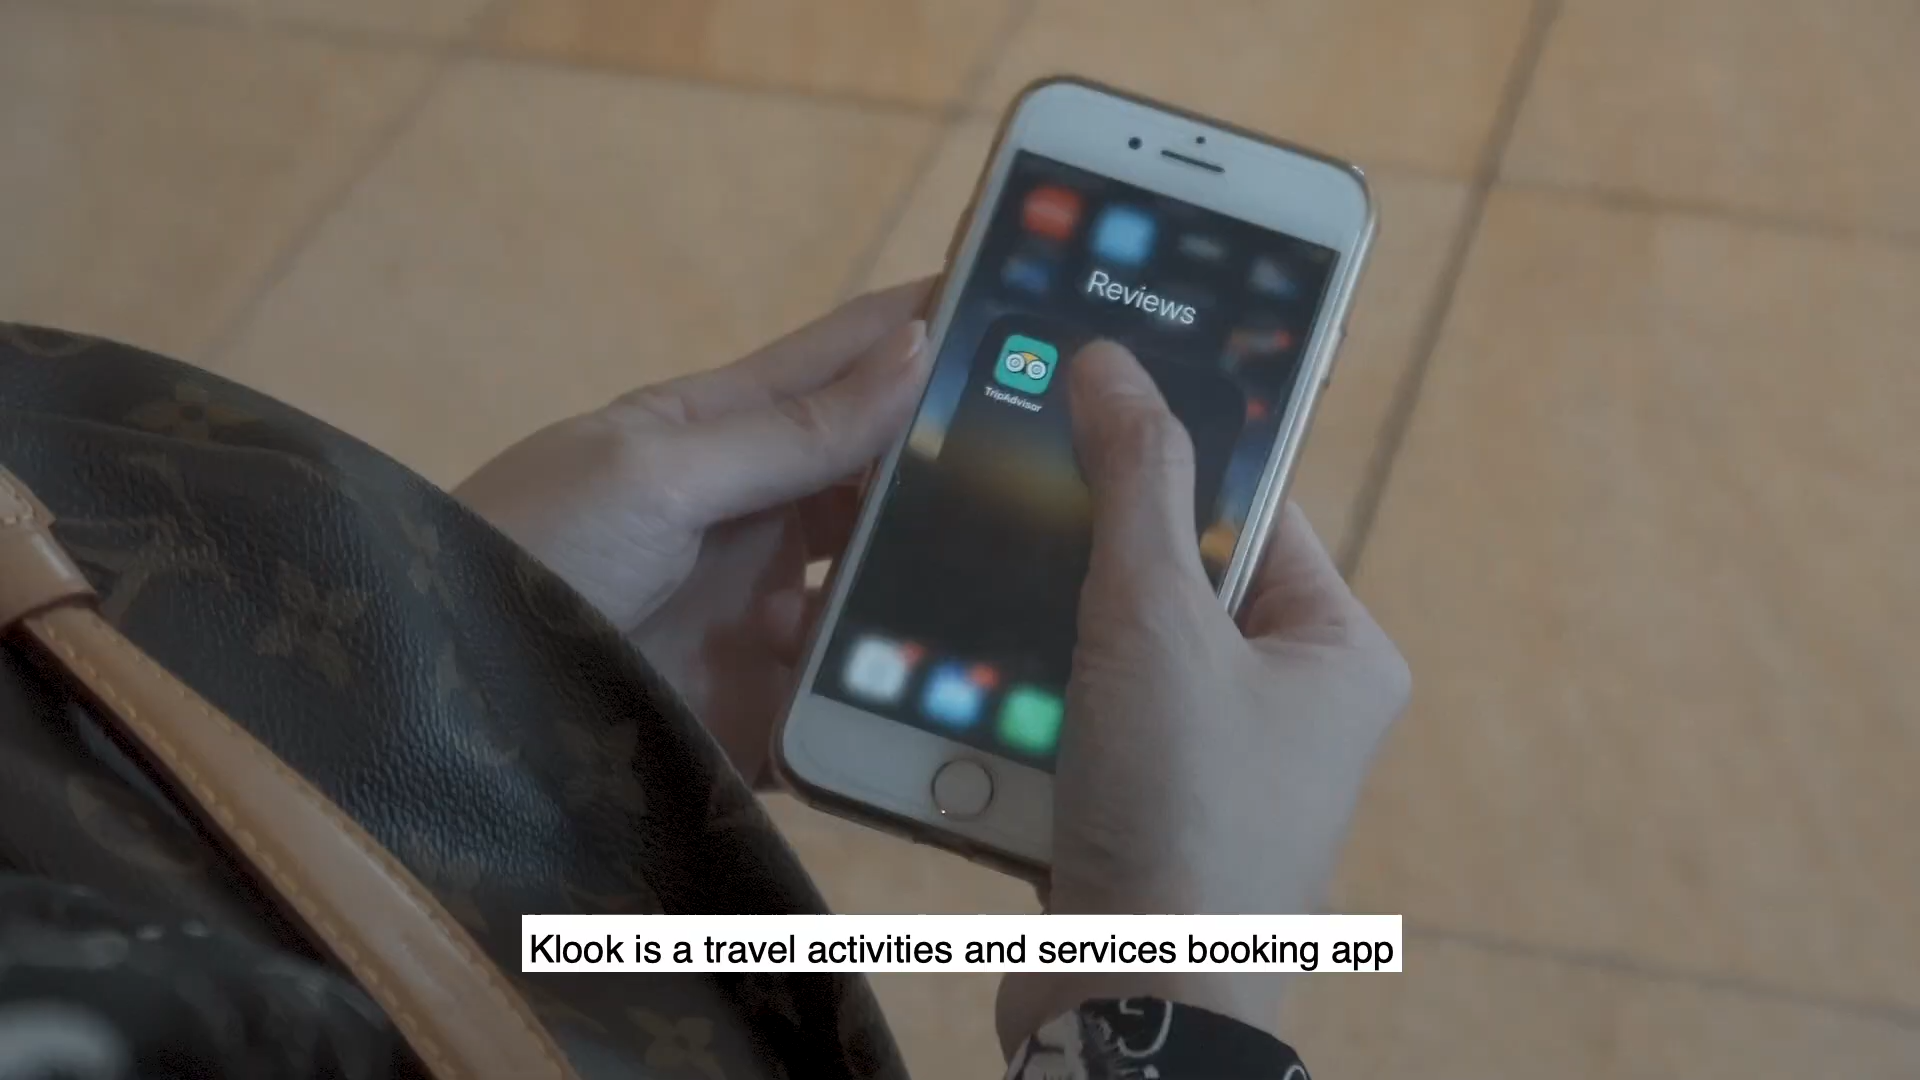 Reviews
TripAdvisor
Klook is a travel activities and services booking app